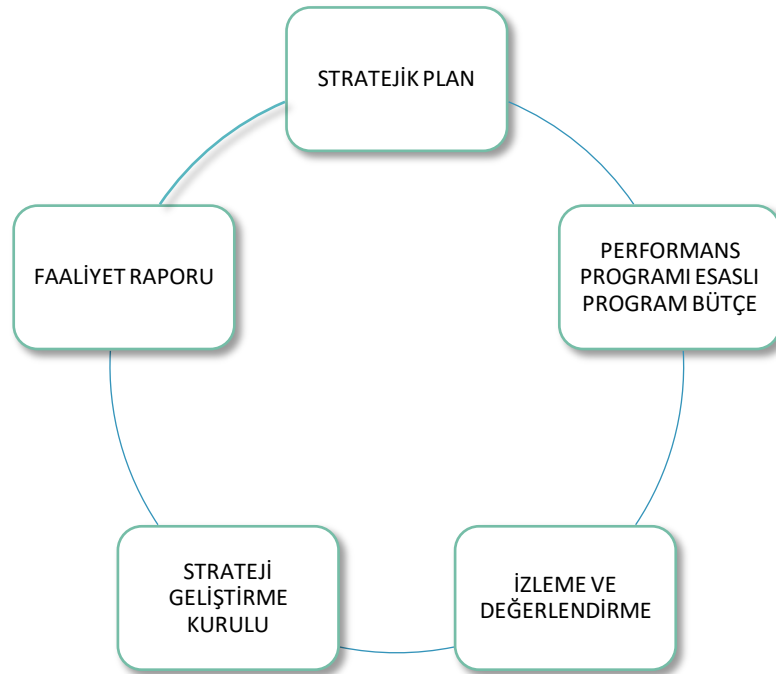 STRATEJİK PLAN
PERFORMANS
PROGRAMI ESASLI
PROGRAM BÜTÇE
İZLEME VE
DEĞERLENDİRME
STRATEJİ
GELİŞTİRME
KURULU
FAALİYET RAPORU